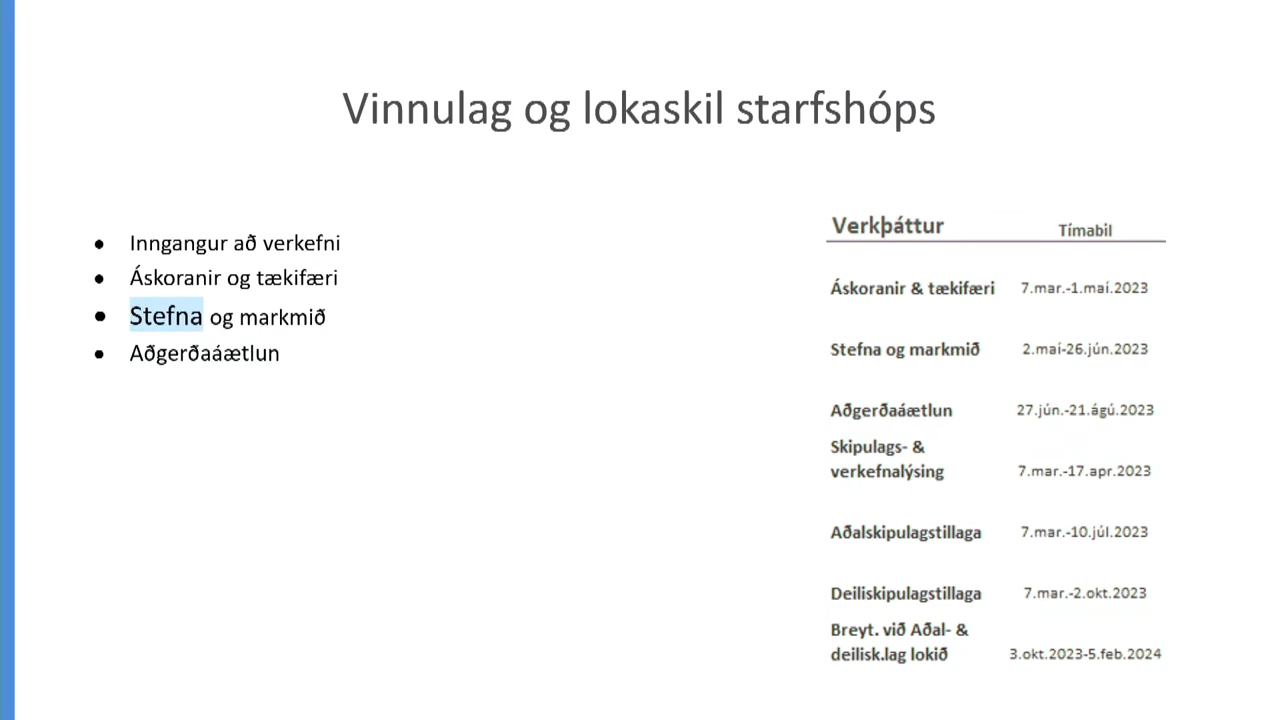 Vinnulag og lokaskil starfshóps
• Inngangur að verkefni
• Áskoranir og tækifæri
• Stefna og markmið
• Aðgerðaáætlun
Verkþáttur Tímabil
Áskoranir & tækifæri 7.mar.-1.maí.2023
Stefna og markmið 2.maí-26.jún.2023
Aðgerðaáætlun 27.jún.-21.ágú.2023
Skipulags- &
verkefnalýsing 7.mar.-17.apr.2023
Aðalskipulagstillaga 7.mar.-10.júl.2023
Deiliskipulagstillaga 7.mar.-2.okt.2023
Breyt. við Aðal- &
deilisk.lag lokið 3.okt.2023-5.feb.2024